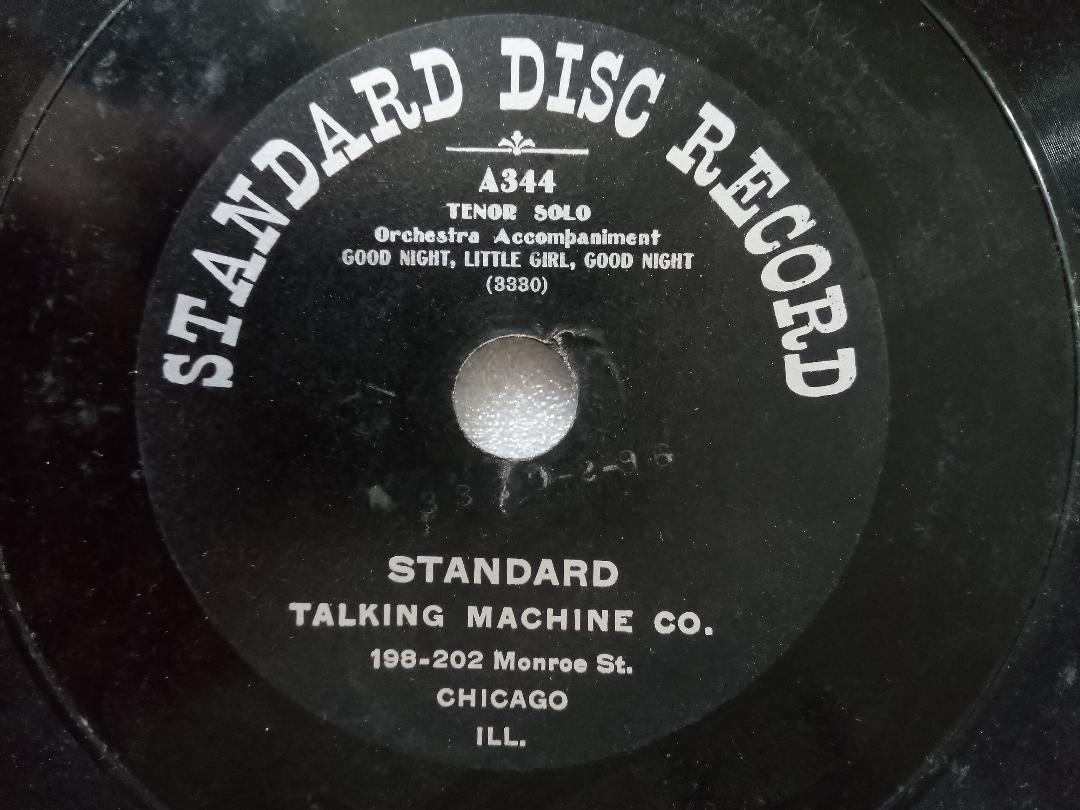 STANDARD DISC RECORD
A344
TENOR SOLO
Orchestra Accompaniment
GOOD NIGHT, LITTLE GIRL, GOOD NIGHT
(3330)
STANDARD
TALKING MACHINE CO.
198-202 Monroe St.
CHICAGO
ILL.